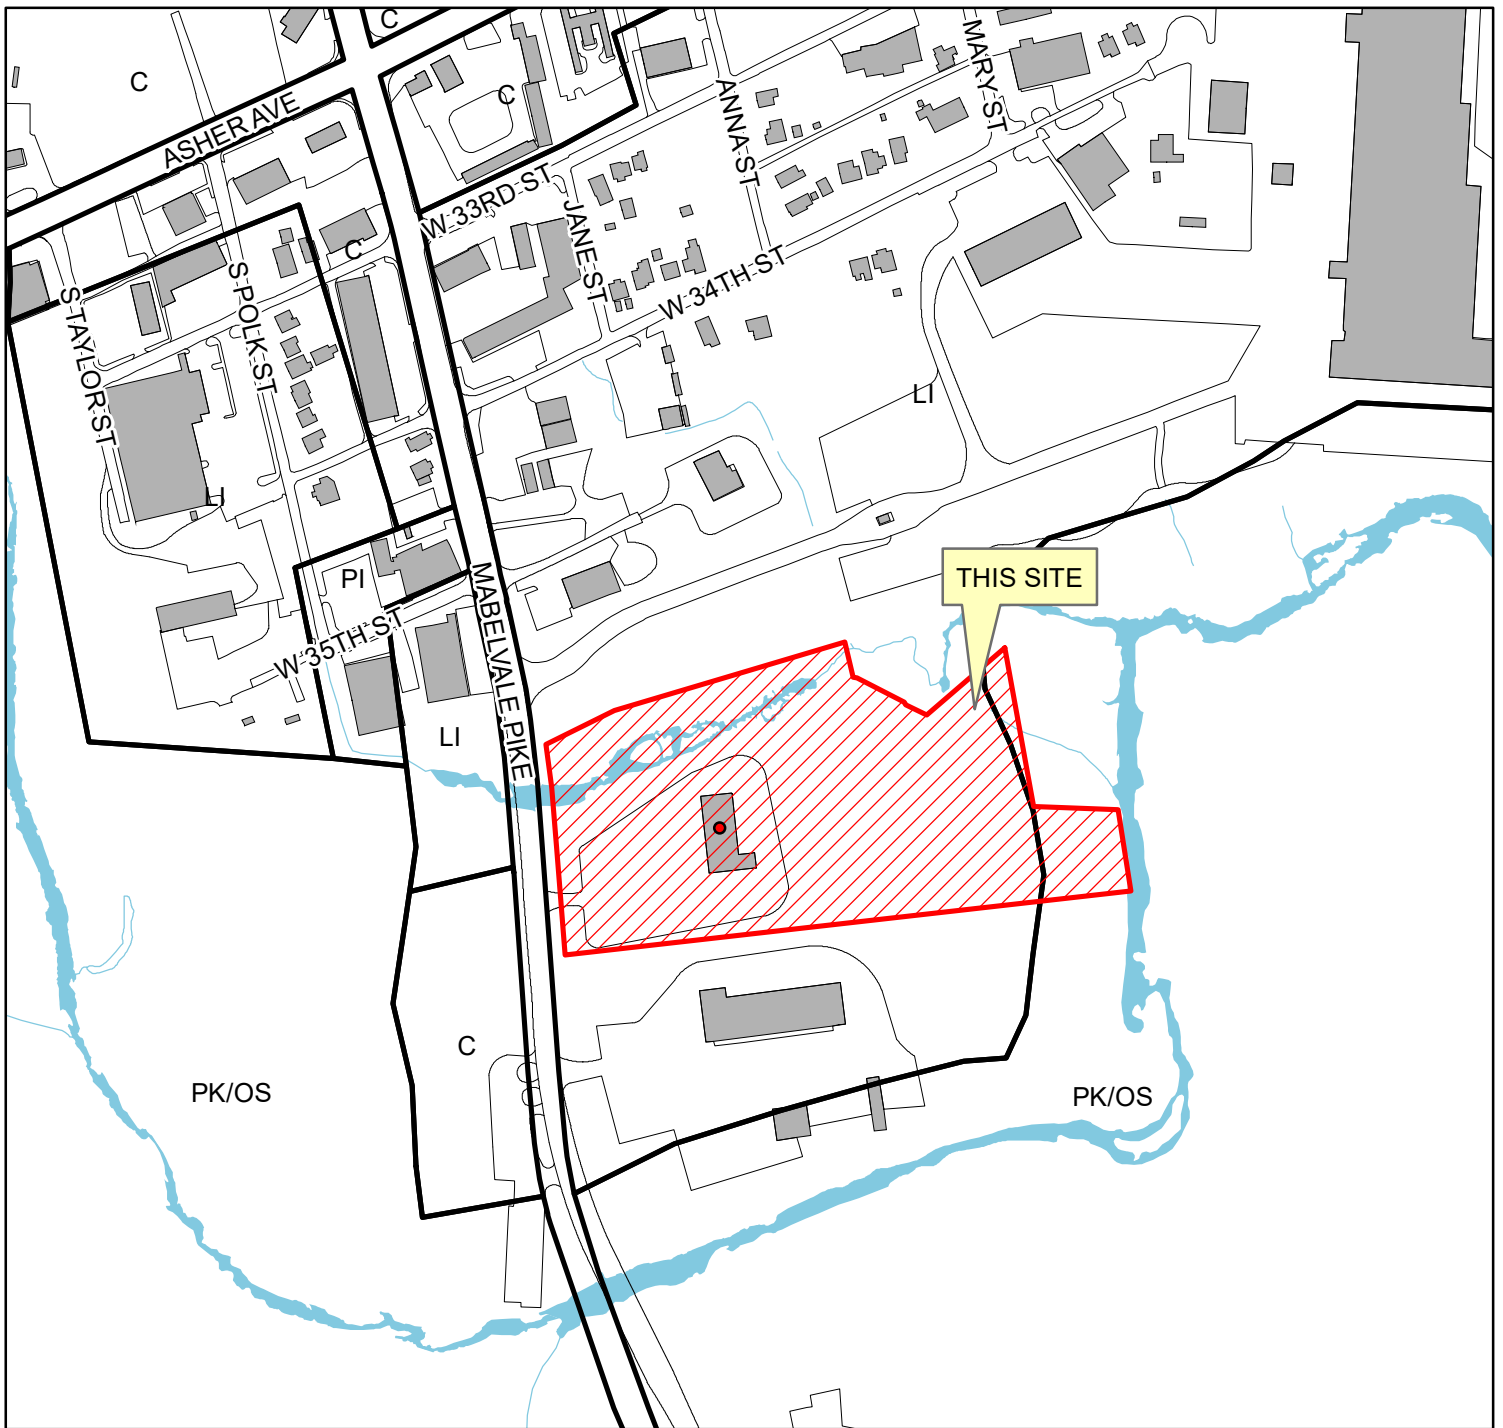 C
C
MARY ST
C
ANNA ST
ASHER AVE
W 33RD ST
JANE ST
C
S POLK ST
W 34TH ST
S TAYLOR ST
LI
LI
PI
THIS SITE
W 35TH ST
MABELVALE PIKE
LI
C
PK/OS
PK/OS